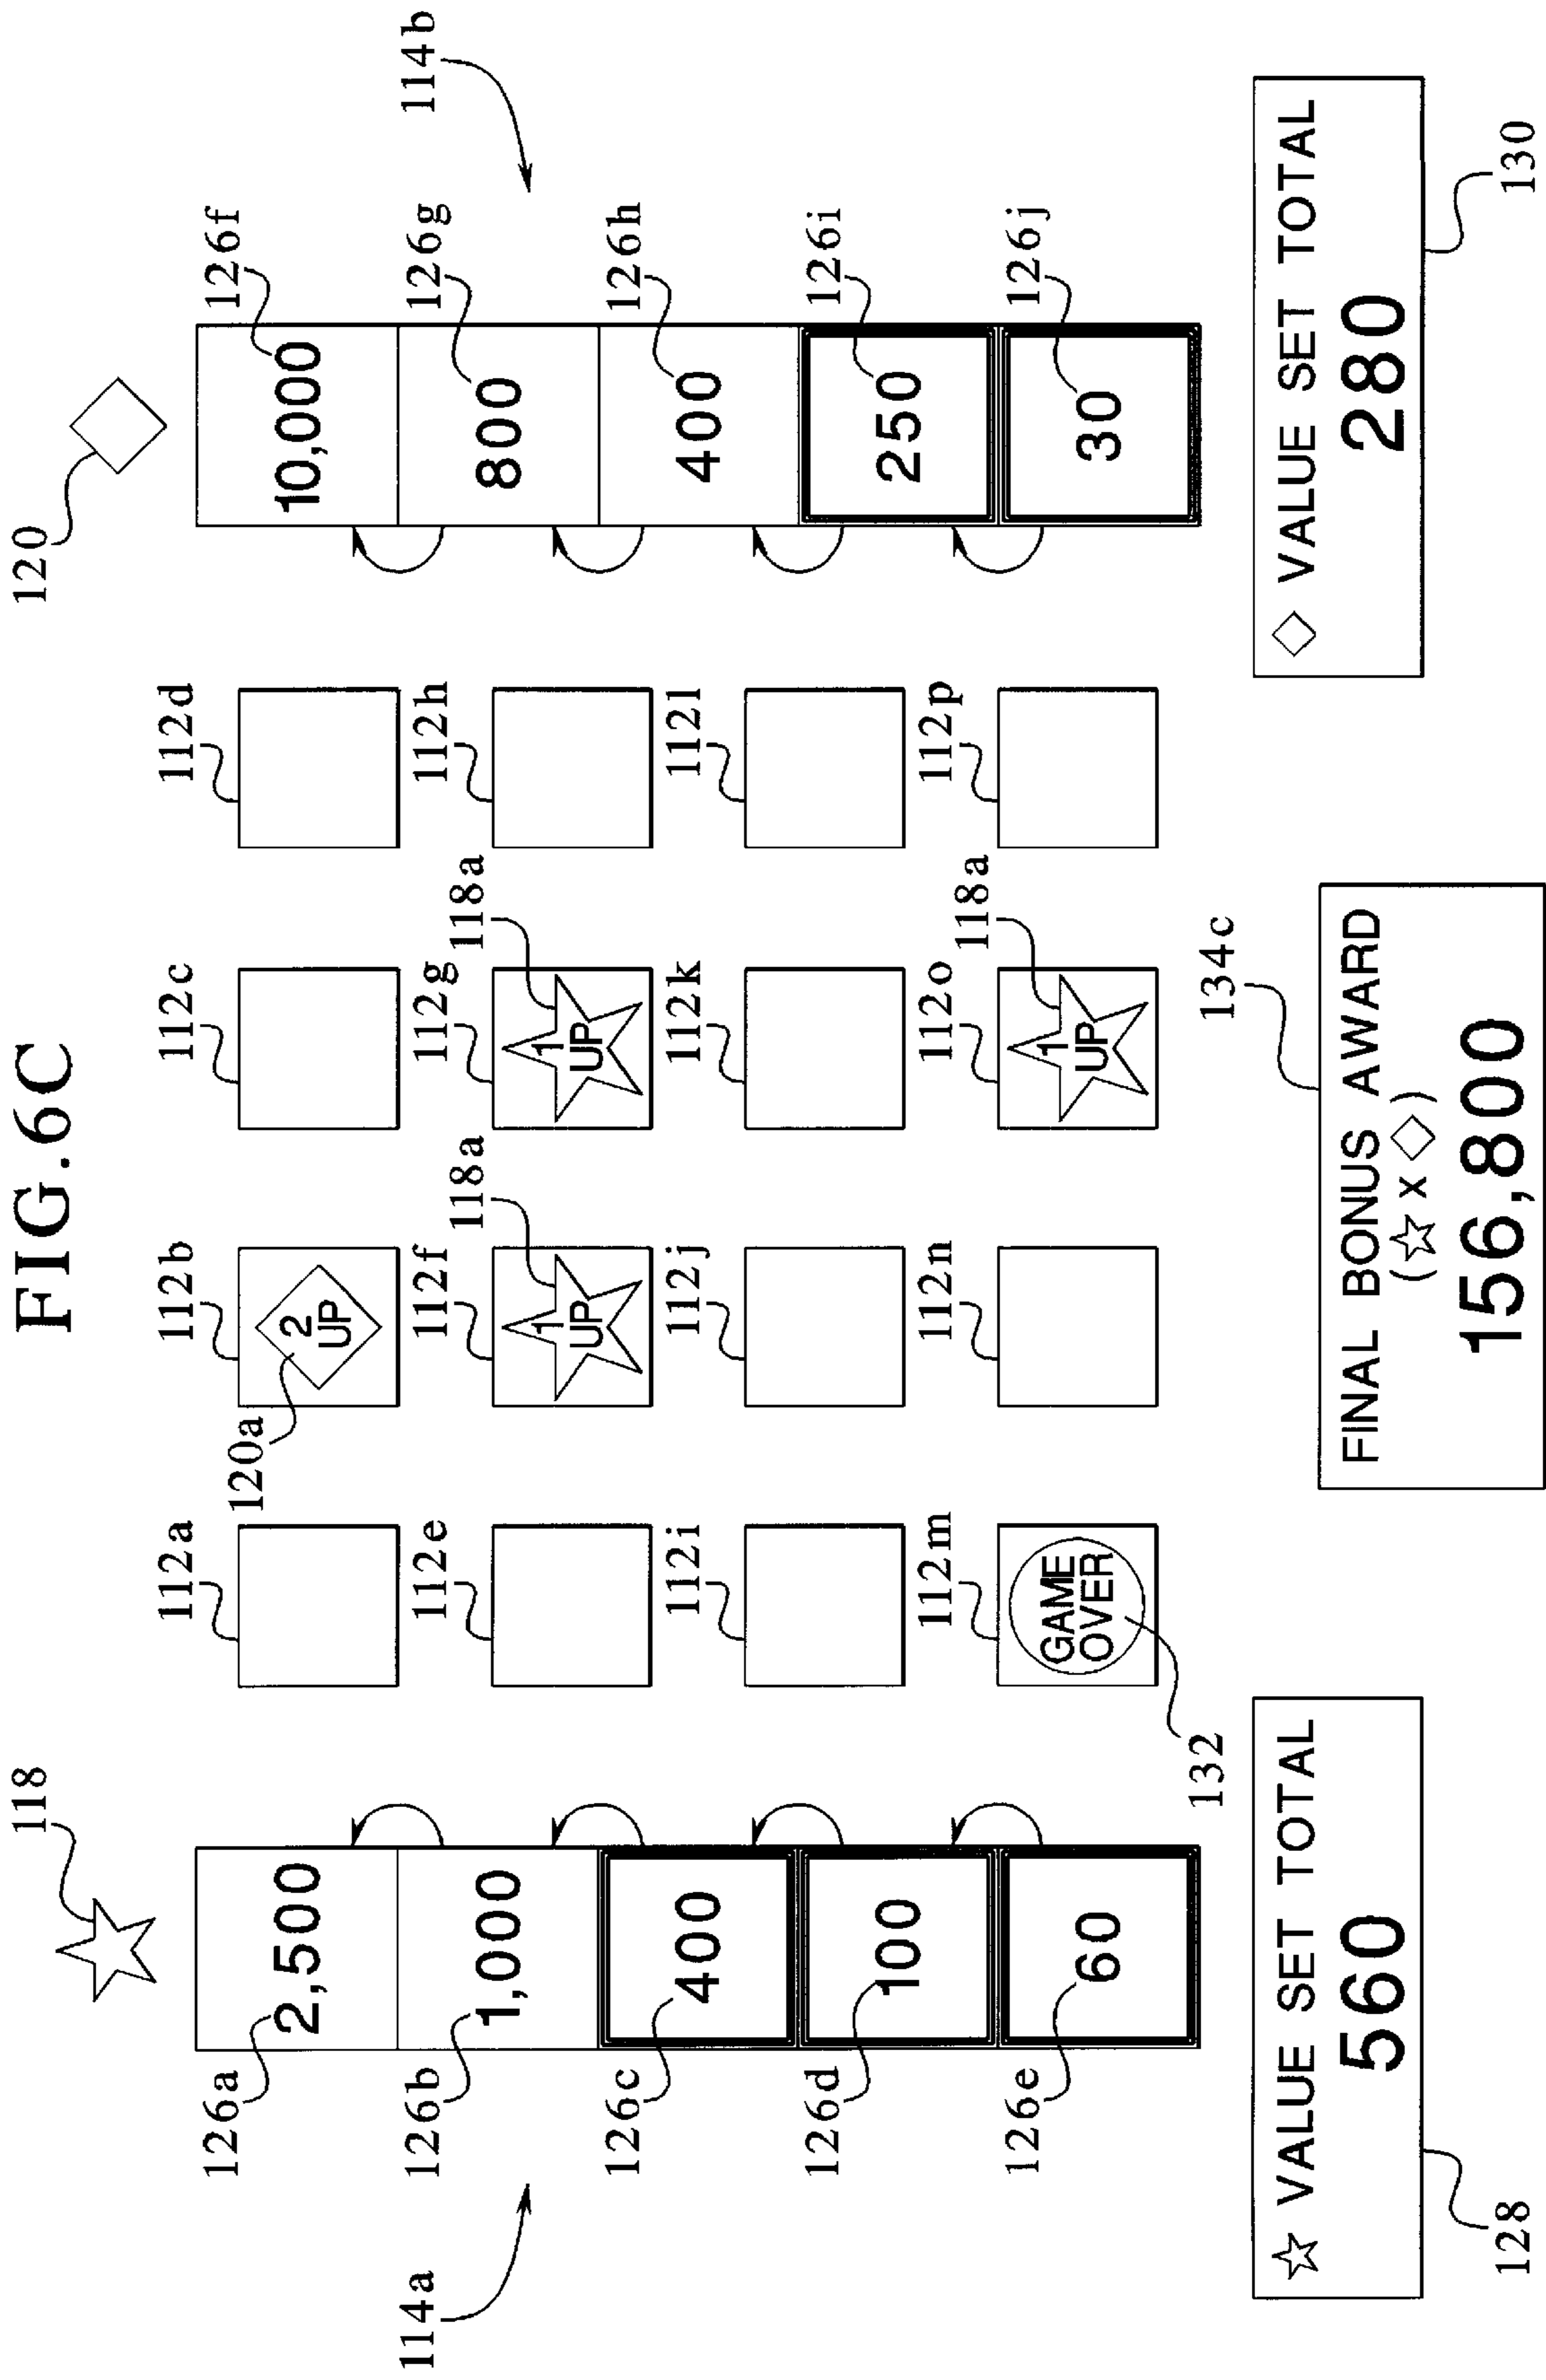 FIG.6C
118
120
126a
2,500
126b
1,000
126c
400
126d
100
126e
60
114a
112a
112b
112c
112d
120a
2
UP
112e
112f
112g
112h
118a
118a
1
UP
1
UP
112i
112j
112k
112l
112m
112n
112o
112p
118a
GAME
OVER
1
UP
132
10,000
126f
800
126g
400
126h
250
126i
30
126j
114b
☆ VALUE SET TOTAL
560
128
134c
FINAL BONUS AWARD
(☆ x ◇)
156,800
◇ VALUE SET TOTAL
280
130